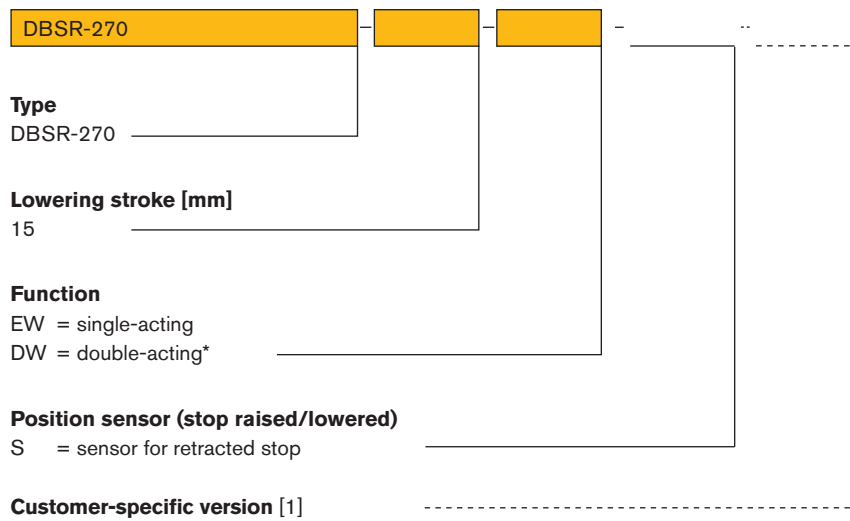 DBSR-270 - - - --
Type
DBSR-270
Lowering stroke [mm]
15
Function
EW = single-acting
DW = double-acting*
Position sensor (stop raised/lowered)
S = sensor for retracted stop
Customer-specific version [1]